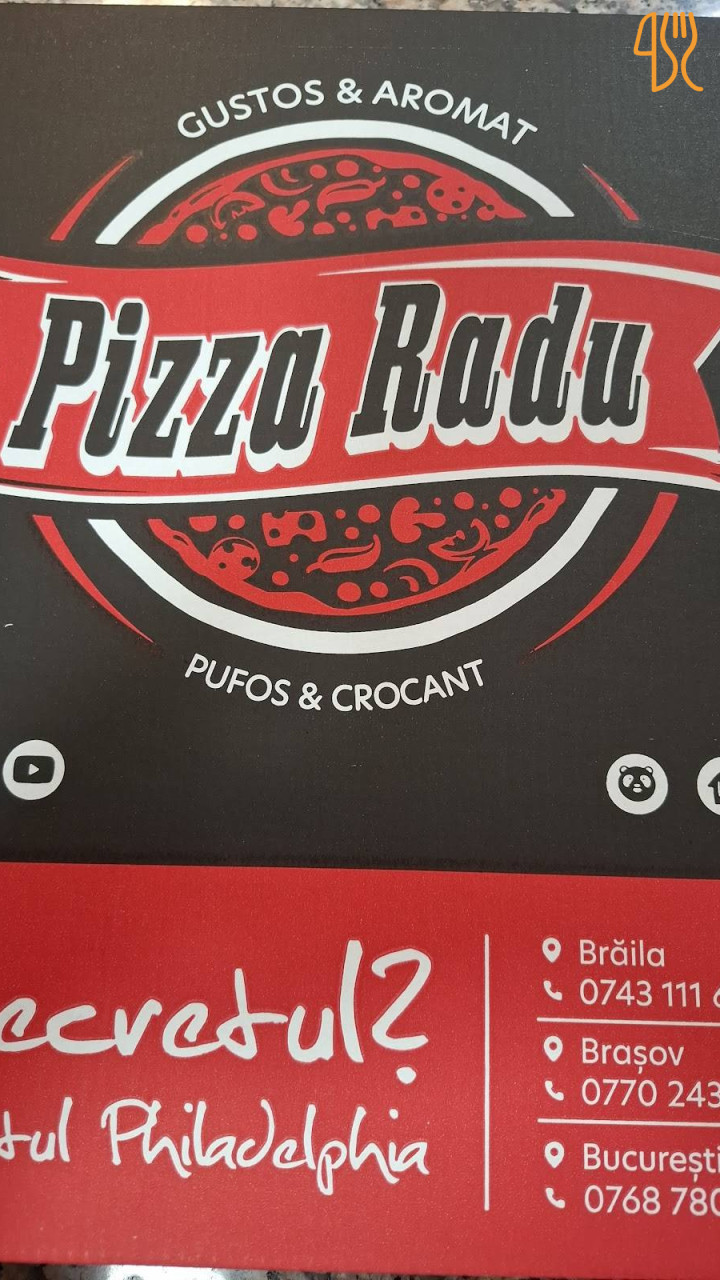 GUSTOS & AROMAT
Pizza Radu
PUFOS & CROCANT
ecretul?
tul Philadelphia
Brăila
0743 111
Brașov
0770 243
București
0768 780